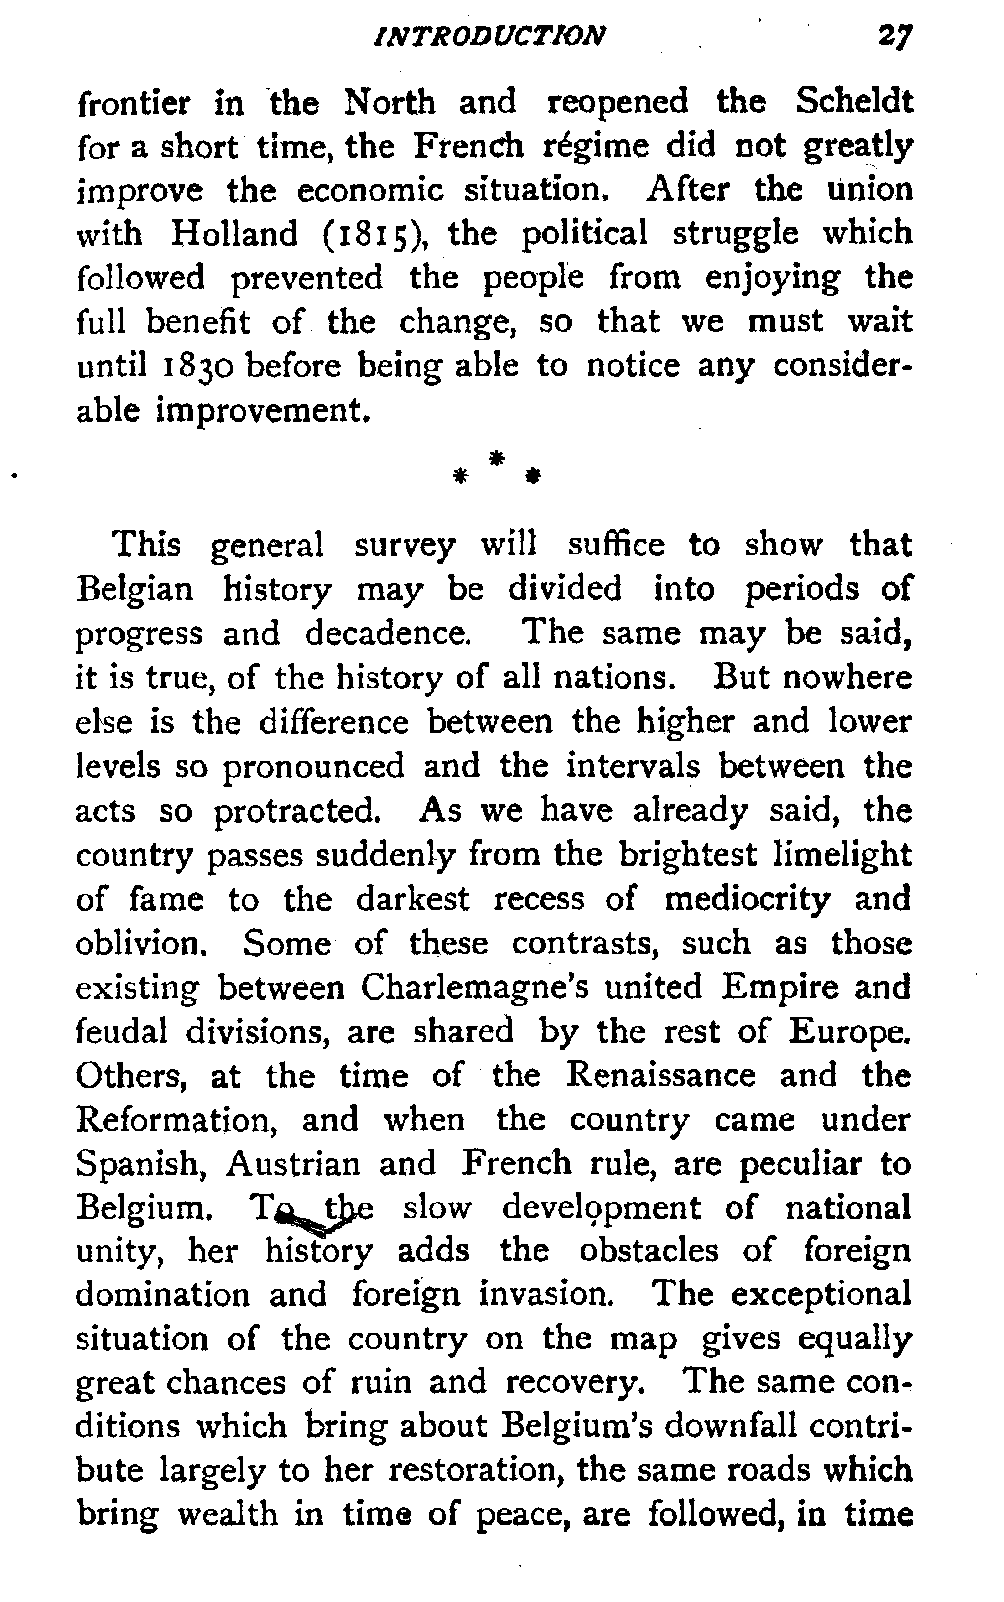 INTRODUCTION 27
frontier in the North and reopened the Scheldt
for a short time, the French régime did not greatly
improve the economic situation. After the union
with Holland (1815), the political struggle which
followed prevented the people from enjoying the
full benefit of the change, so that we must wait
until 1830 before being able to notice any consider-
able improvement.
* * *
This general survey will suffice to show that
Belgian history may be divided into periods of
progress and decadence. The same may be said,
it is true, of the history of all nations. But nowhere
else is the difference between the higher and lower
levels so pronounced and the intervals between the
acts so protracted. As we have already said, the
country passes suddenly from the brightest limelight
of fame to the darkest recess of mediocrity and
oblivion. Some of these contrasts, such as those
existing between Charlemagne's united Empire and
feudal divisions, are shared by the rest of Europe.
Others, at the time of the Renaissance and the
Reformation, and when the country came under
Spanish, Austrian and French rule, are peculiar to
Belgium. To the slow development of national
unity, her history adds the obstacles of foreign
domination and foreign invasion. The exceptional
situation of the country on the map gives equally
great chances of ruin and recovery. The same con-
ditions which bring about Belgium's downfall contri-
bute largely to her restoration, the same roads which
bring wealth in time of peace, are followed, in time